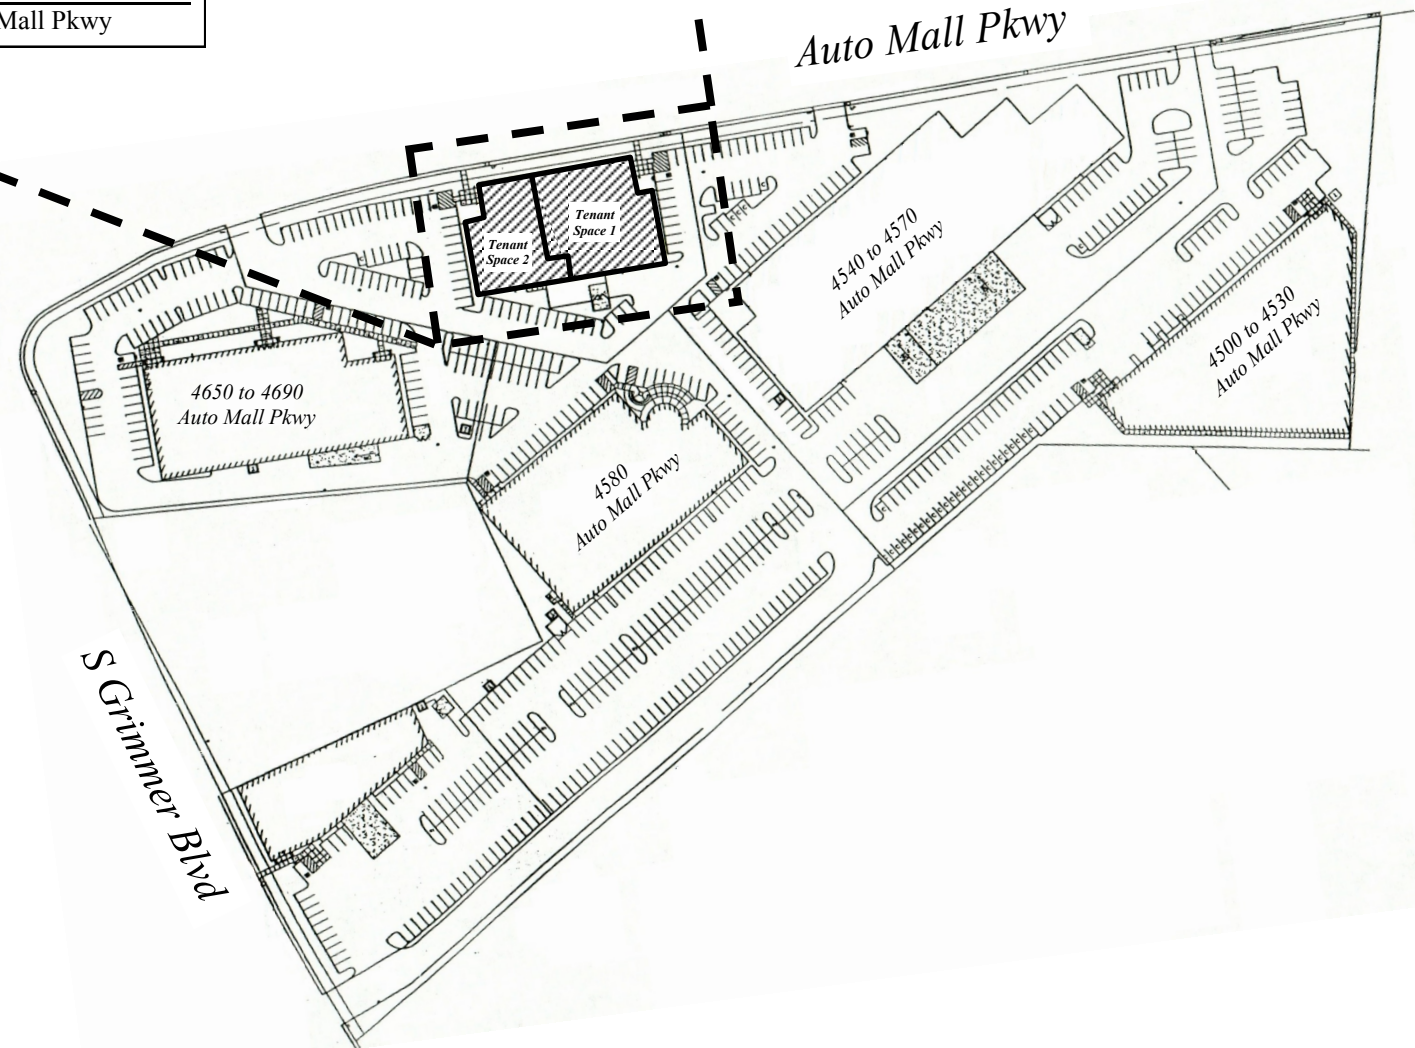 Mall Pkwy
Auto Mall Pkwy
Tenant
Space 1
Tenant
Space 2
4540 to 4570
Auto Mall Pkwy
4500 to 4530
Auto Mall Pkwy
4650 to 4690
Auto Mall Pkwy
4580
Auto Mall Pkwy
S Grimmer Blvd